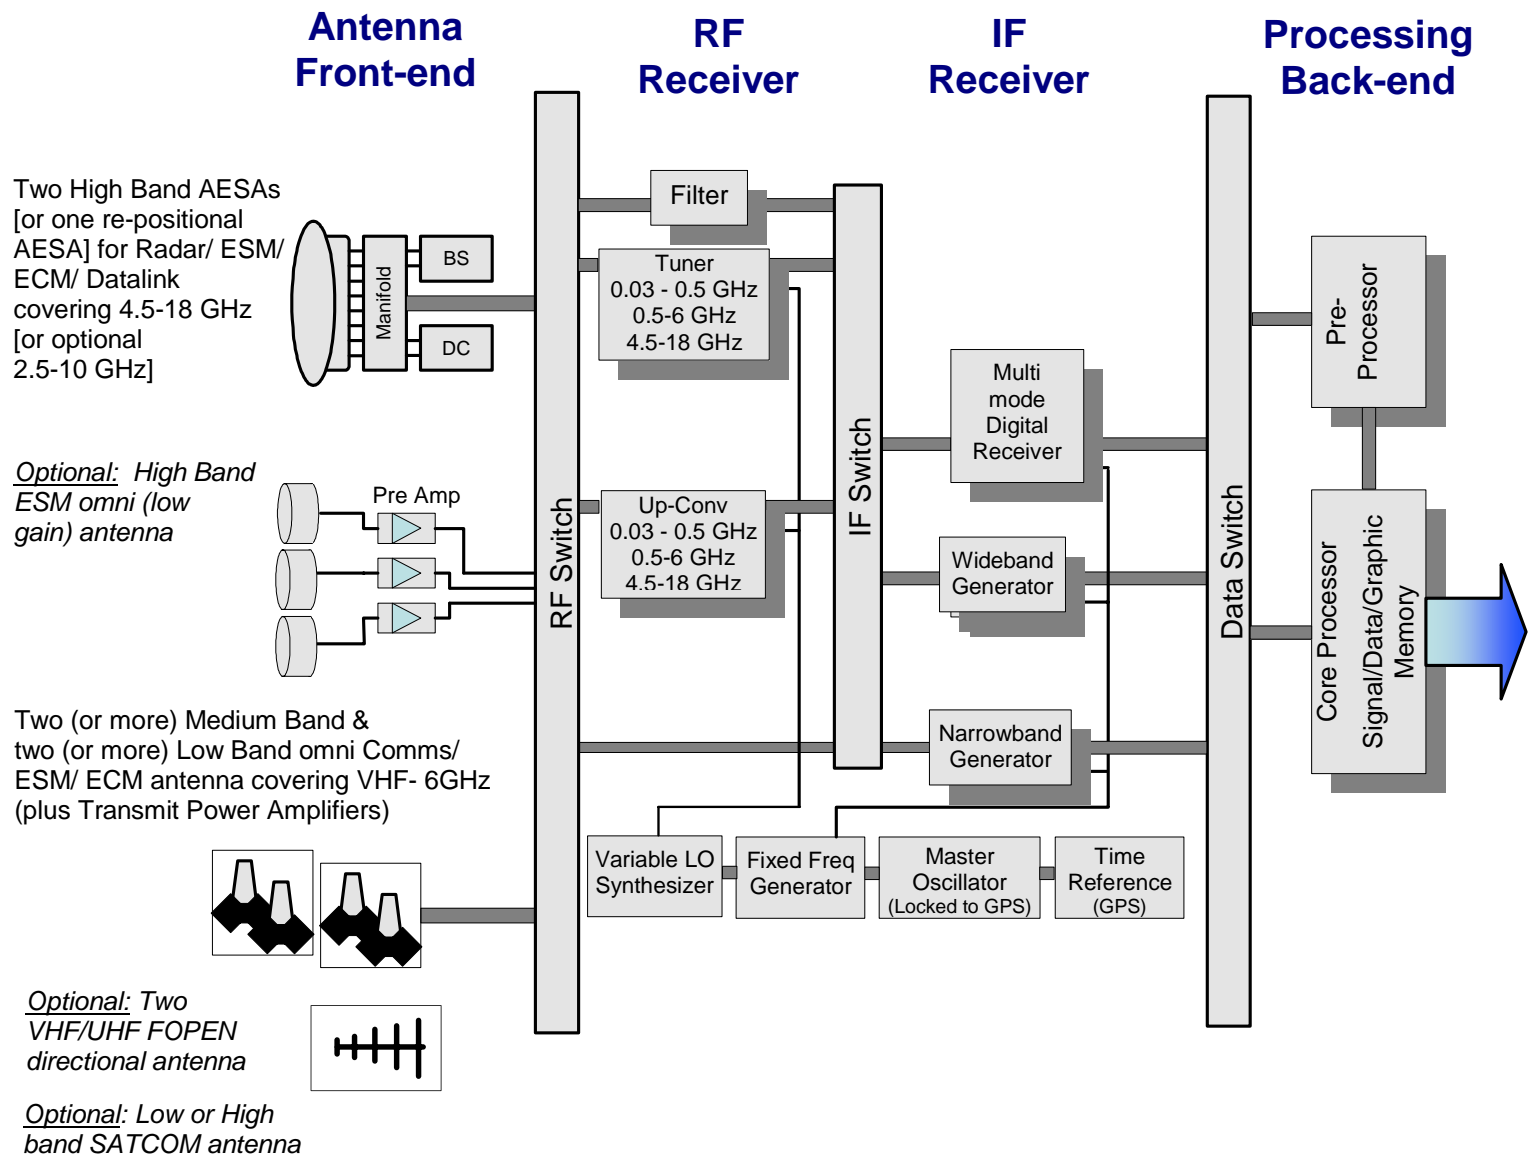 Antenna
Front-end
RF
Receiver
IF
Receiver
Processing
Back-end
Two High Band AESAs
[or one re-positional
AESA] for Radar/ ESM/
ECM/ Datalink
covering 4.5-18 GHz
[or optional
2.5-10 GHz]
Manifold
BS
DC
Optional: High Band
ESM omni (low
gain) antenna
Pre Amp
Two (or more) Medium Band &
two (or more) Low Band omni Comms/
ESM/ ECM antenna covering VHF- 6GHz
(plus Transmit Power Amplifiers)
Optional: Two
VHF/UHF FOPEN
directional antenna
Optional: Low or High
band SATCOM antenna
RF Switch
Filter
Tuner
0.03 - 0.5 GHz
0.5-6 GHz
4.5-18 GHz
Up-Conv
0.03 - 0.5 GHz
0.5-6 GHz
4.5-18 GHz
IF Switch
Multi
mode
Digital
Receiver
Wideband
Generator
Narrowband
Generator
Variable LO
Synthesizer
Fixed Freq
Generator
Master
Oscillator
(Locked to GPS)
Time
Reference
(GPS)
Data Switch
Pre-
Processor
Core Processor
Signal/Data/Graphic
Memory